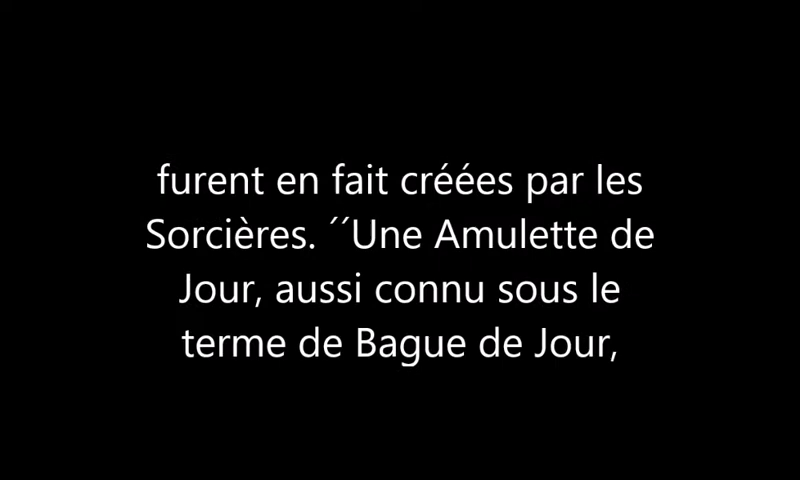 furent en fait créées par les
Sorcières. ´´Une Amulette de
Jour, aussi connu sous le
terme de Bague de Jour,